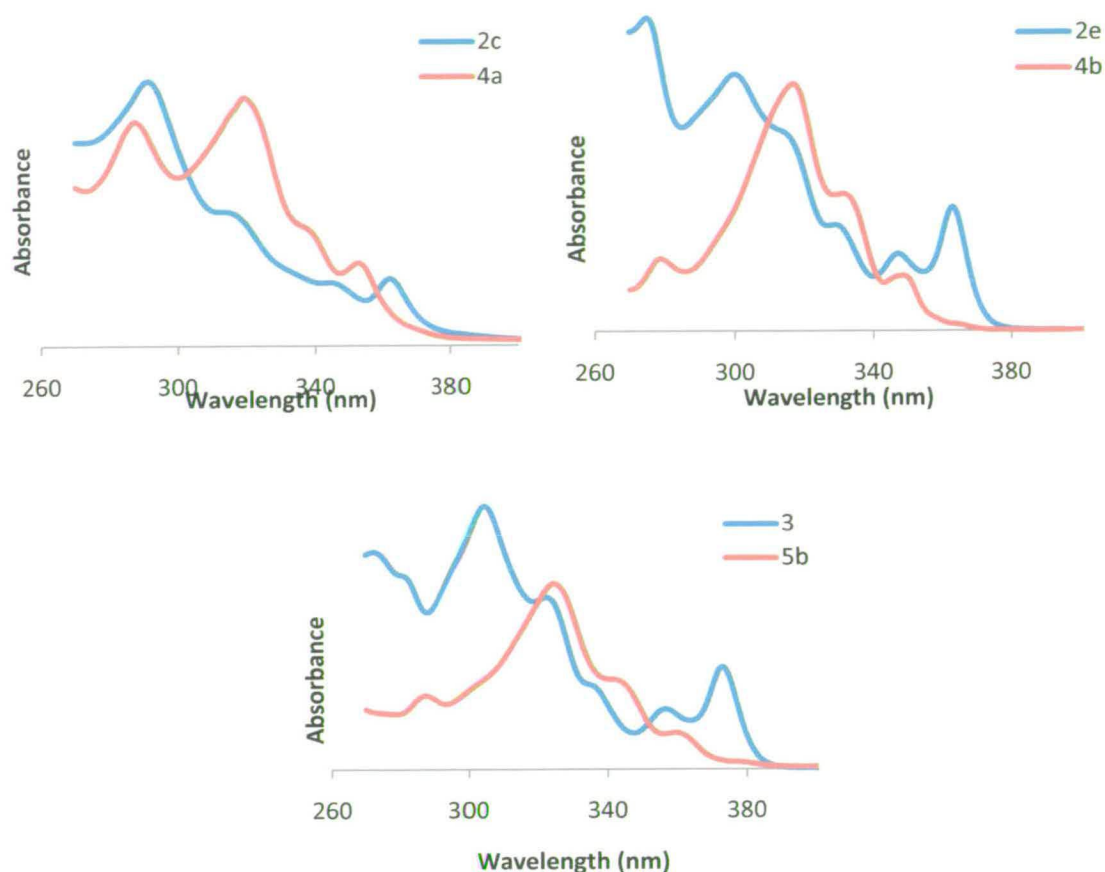 2c
4a
Absorbance
260
300
340
380
Wavelength (nm)
2e
4b
Absorbance
260
300
340
380
Wavelength (nm)
3
5b
Absorbance
260
300
340
380
Wavelength (nm)